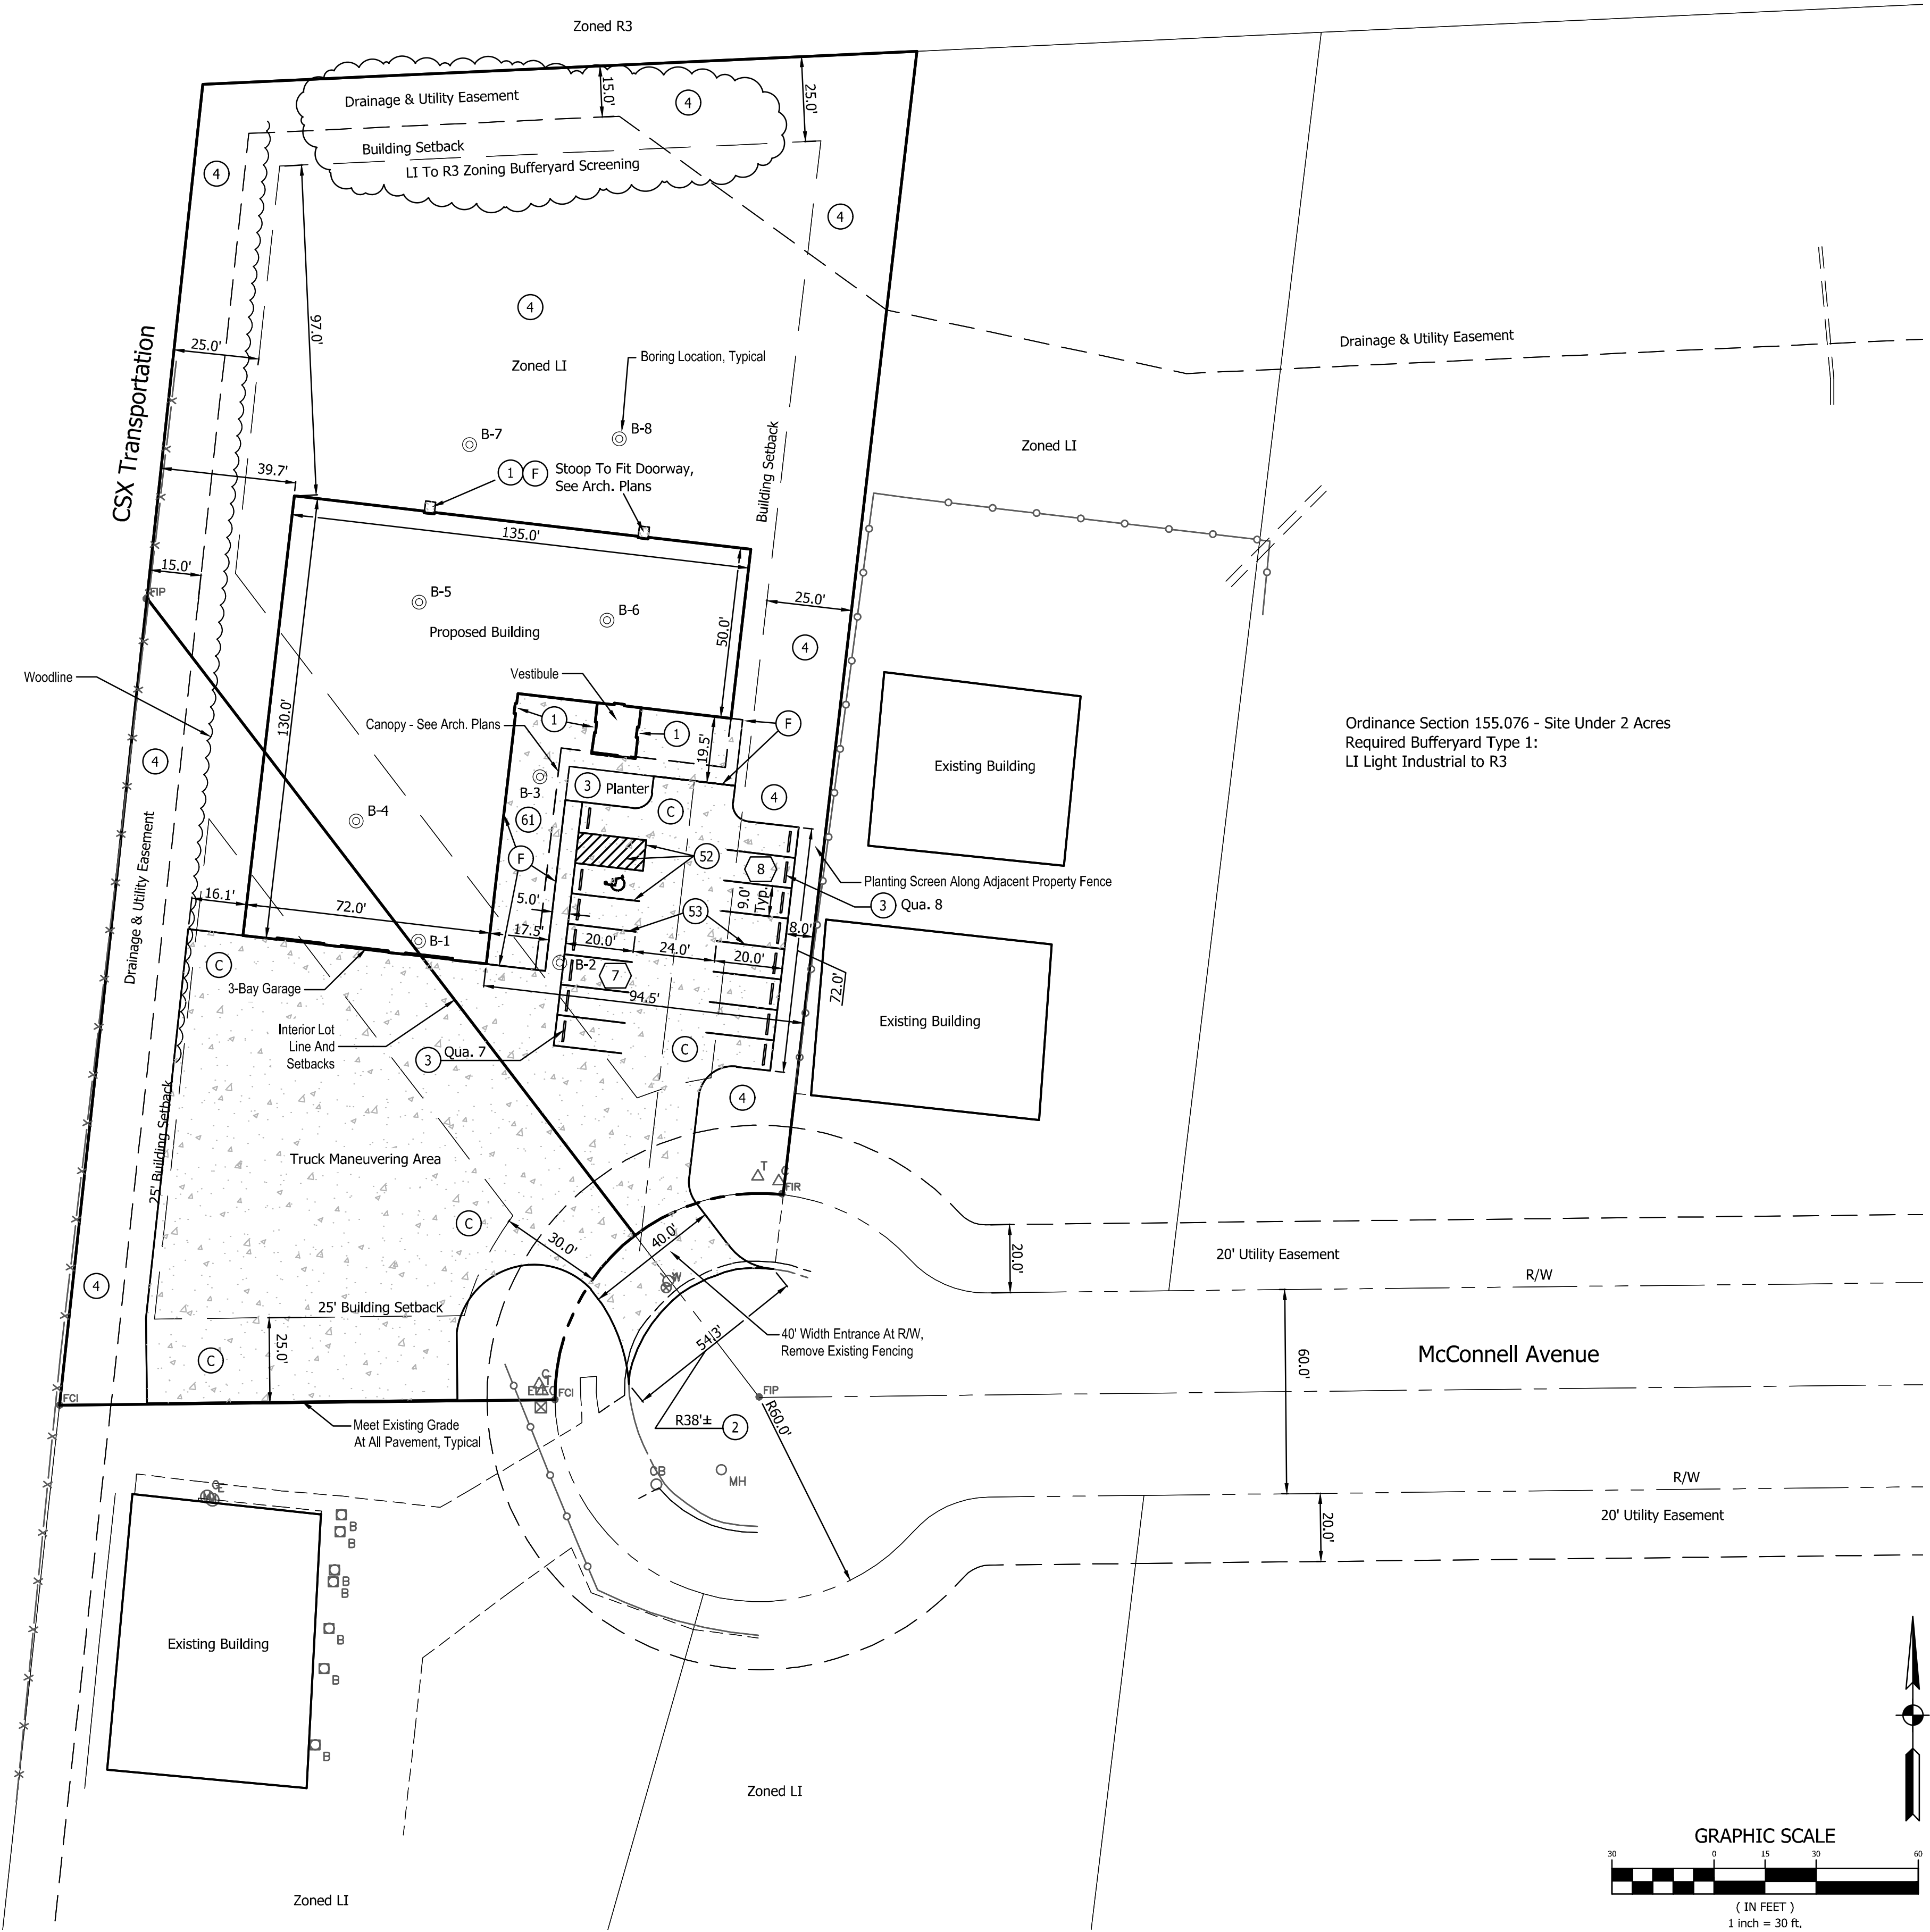 Zoned R3
Drainage & Utility Easement
15.0'
4
25.0'
Building Setback
LI To R3 Zoning Bufferyard Screening
4
4
4
97.0'
25.0'
Zoned LI
Boring Location, Typical
Drainage & Utility Easement
CSX Transportation
B-7
B-8
Building Setback
Zoned LI
39.7'
1
F
Stoop To Fit Doorway,
See Arch. Plans
135.0'
15.0'
FIP
B-5
B-6
25.0'
Proposed Building
50.0'
4
Woodline
Vestibule
Canopy - See Arch. Plans
1
1
F
130.0'
19.5'
Ordinance Section 155.076 - Site Under 2 Acres
Required Bufferyard Type 1:
LI Light Industrial to R3
4
Existing Building
B-3
3
Planter
4
C
B-4
61
F
52
8
Planting Screen Along Adjacent Property Fence
Drainage & Utility Easement
16.1'
72.0'
5.0'
53
9.0'
Typ.
3
Qua. 8
17.5'
20.0'
24.0'
20.0'
8.0'
B-1
B-2
C
7
3-Bay Garage
94.5'
72.0'
Existing Building
Interior Lot
Line And
Setbacks
3
Qua. 7
C
25' Building Setback
4
Truck Maneuvering Area
T
C
FIR
C
30.0'
40.0'
20.0'
20' Utility Easement
R/W
4
W
25' Building Setback
25.0'
54.3'
40' Width Entrance At R/W,
Remove Existing Fencing
C
60.0'
McConnell Avenue
FCI
C
T
FCI
FIP
Meet Existing Grade
At All Pavement, Typical
R38'±
2
R60.0'
CB
MH
R/W
E
B
B
20.0'
20' Utility Easement
B
B
B
B
B
Existing Building
Zoned LI
Zoned LI
GRAPHIC SCALE
30 0 15 30 60
( IN FEET )
1 inch = 30 ft.